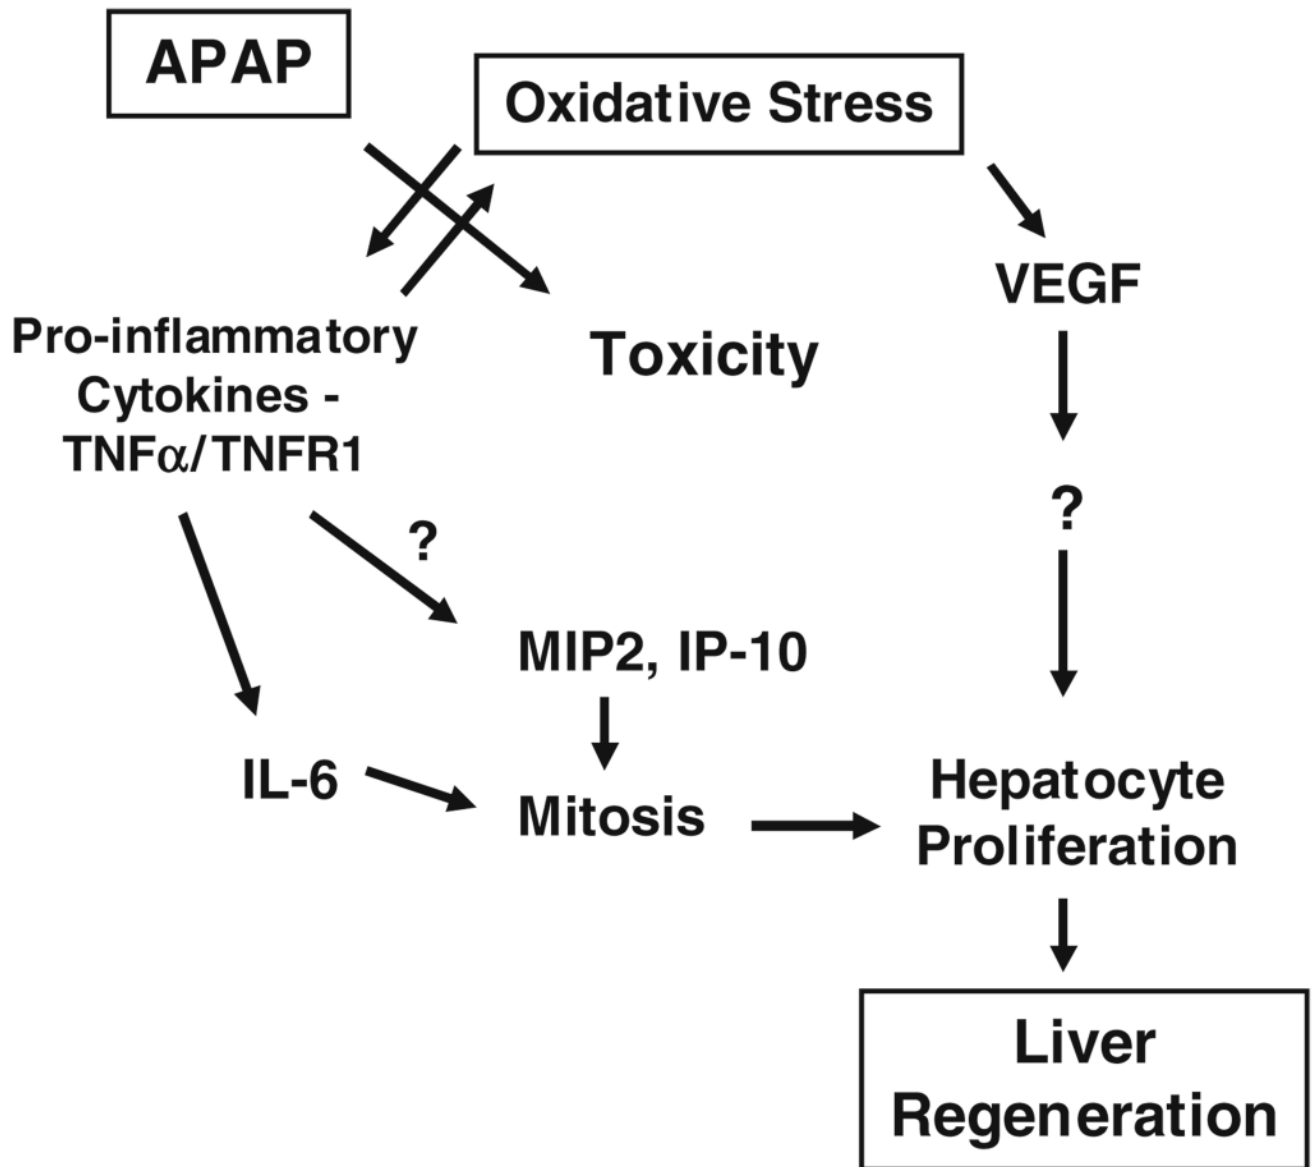 APAP
Oxidative Stress
VEGF
Pro-inflammatory
Cytokines -
TNFα/TNFR1
Toxicity
?
?
MIP2, IP-10
IL-6
Mitosis
Hepatocyte
Proliferation
Liver
Regeneration